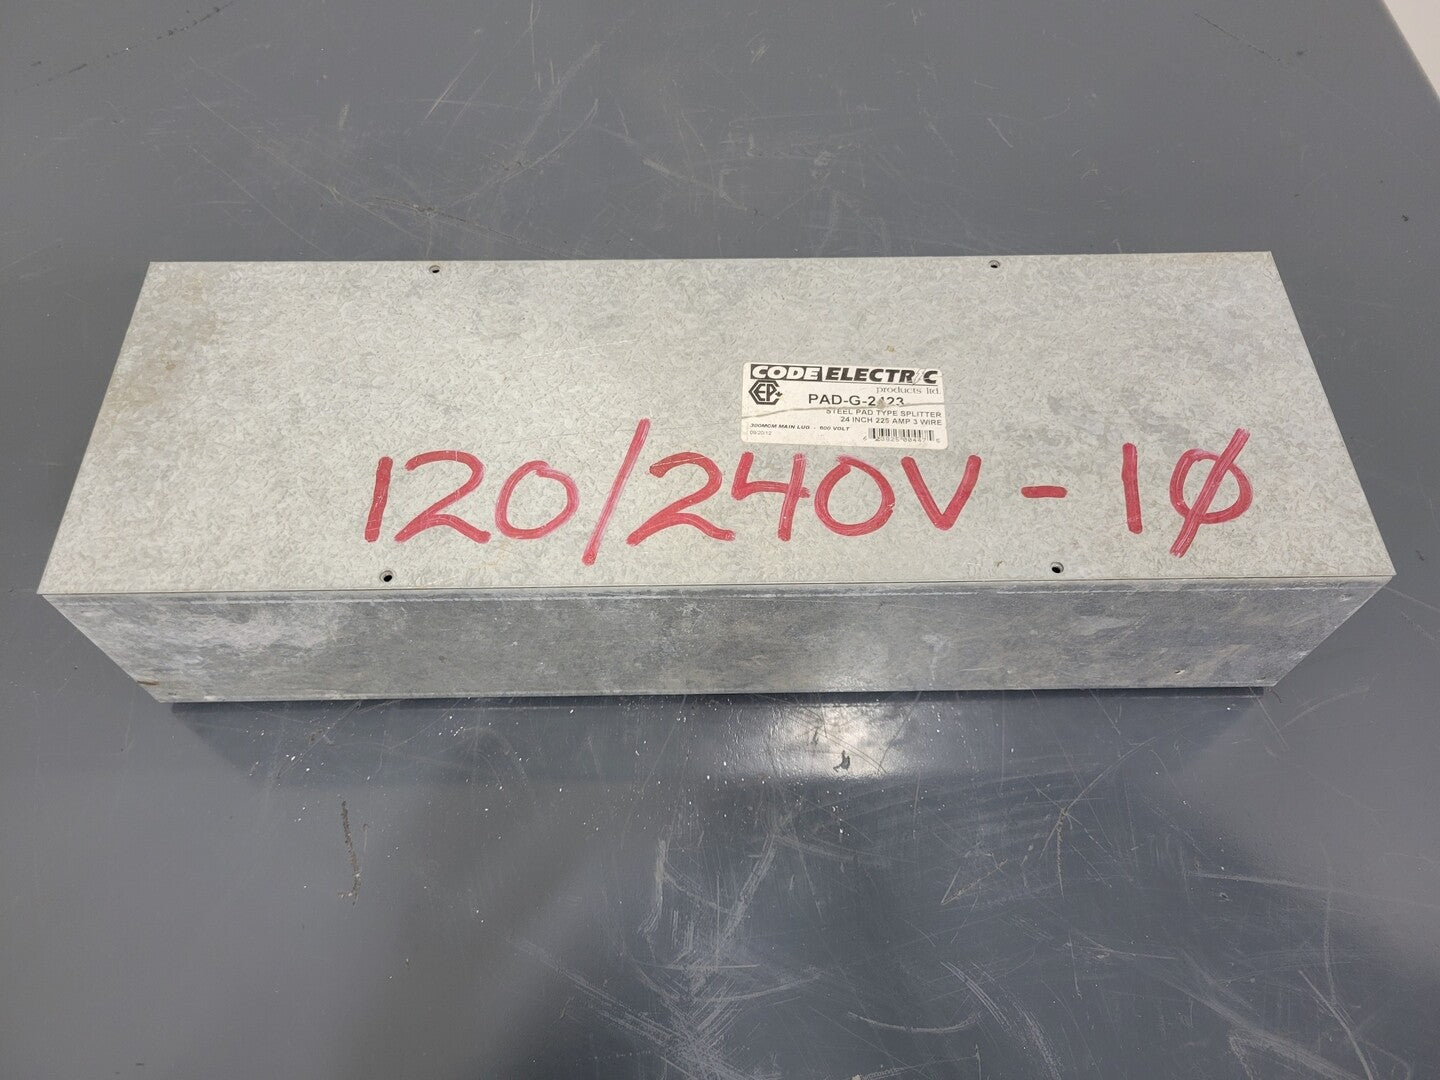 CODE ELECTRIC
products ltd.
EP
PAD-G-2423
STEEL PAD TYPE SPLITTER
24 INCH 225 AMP 3 WIRE
300MCM MAIN LUG - 600 VOLT
120/240V - 1Ø